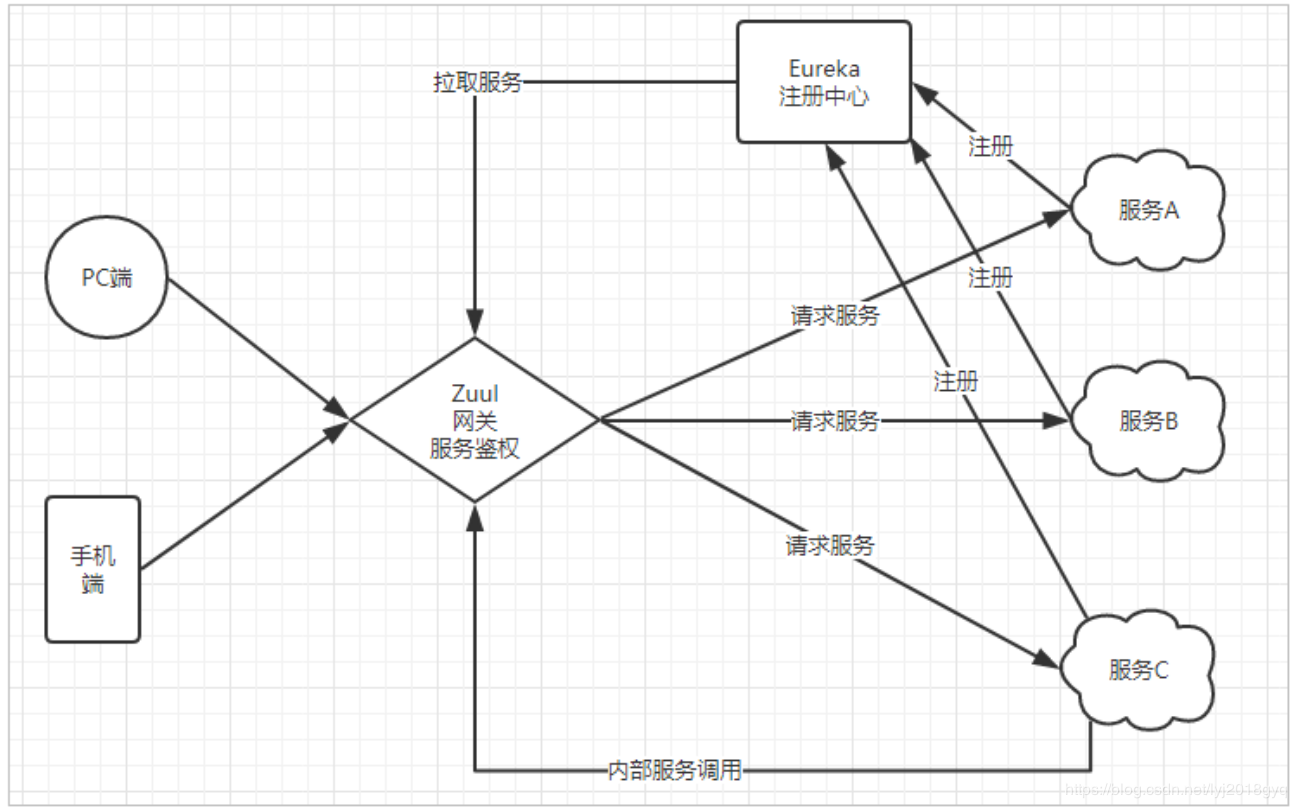 Eureka
注册中心
拉取服务
注册
服务A
PC端
注册
请求服务
注册
Zuul
网关
服务鉴权
请求服务
服务B
请求服务
手机
端
服务C
内部服务调用
https://blog.csdn.net/lyj2018gyq